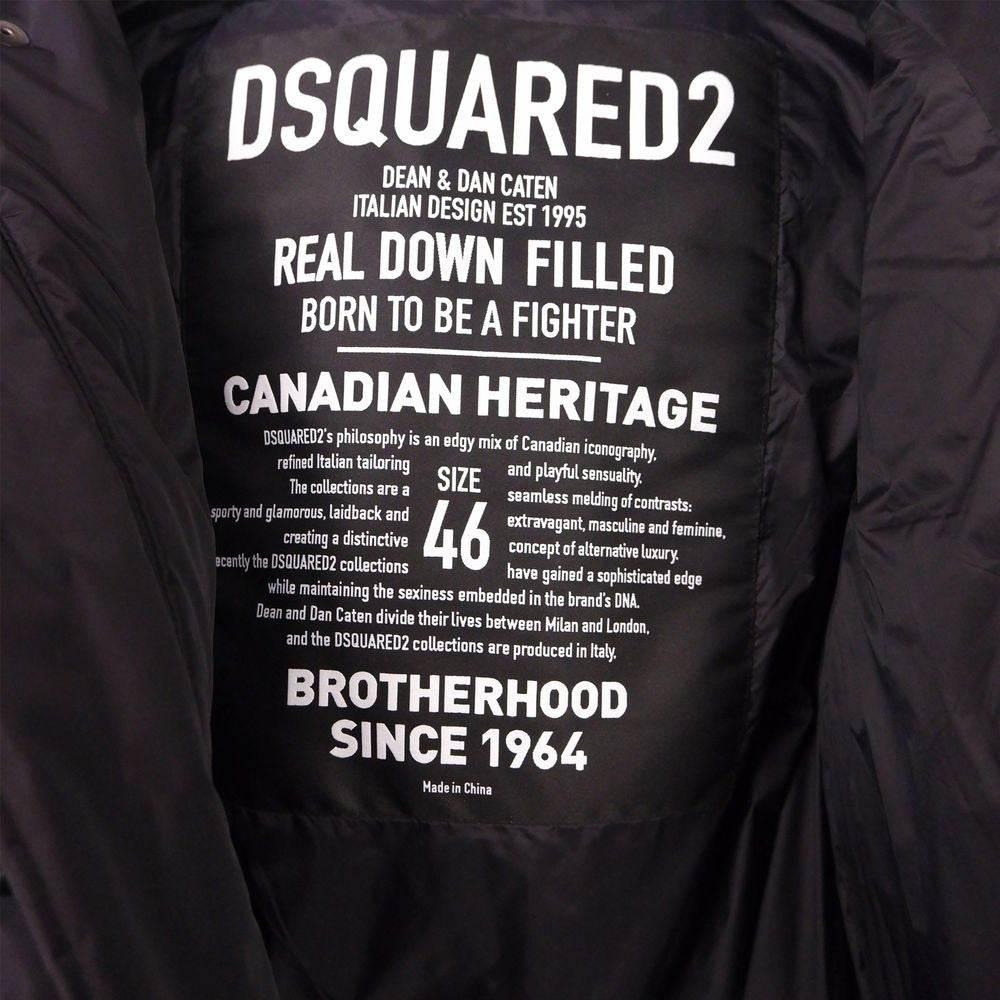 DSQUARED2
DEAN & DAN CATEN
ITALIAN DESIGN EST 1995
REAL DOWN FILLED
BORN TO BE A FIGHTER
CANADIAN HERITAGE
DSQUARED2's philosophy is an edgy mix of Canadian iconography,
refined Italian tailoring and playful sensuality.
The collections are a seamless melding of contrasts:
sporty and glamorous, laidback and extravagant, masculine and feminine,
creating a distinctive concept of alternative luxury.
ecently the DSQUARED2 collections have gained a sophisticated edge
SIZE
46
while maintaining the sexiness embedded in the brand's DNA.
Dean and Dan Caten divide their lives between Milan and London,
and the DSQUARED2 collections are produced in Italy.
BROTHERHOOD
SINCE 1964
Made in China